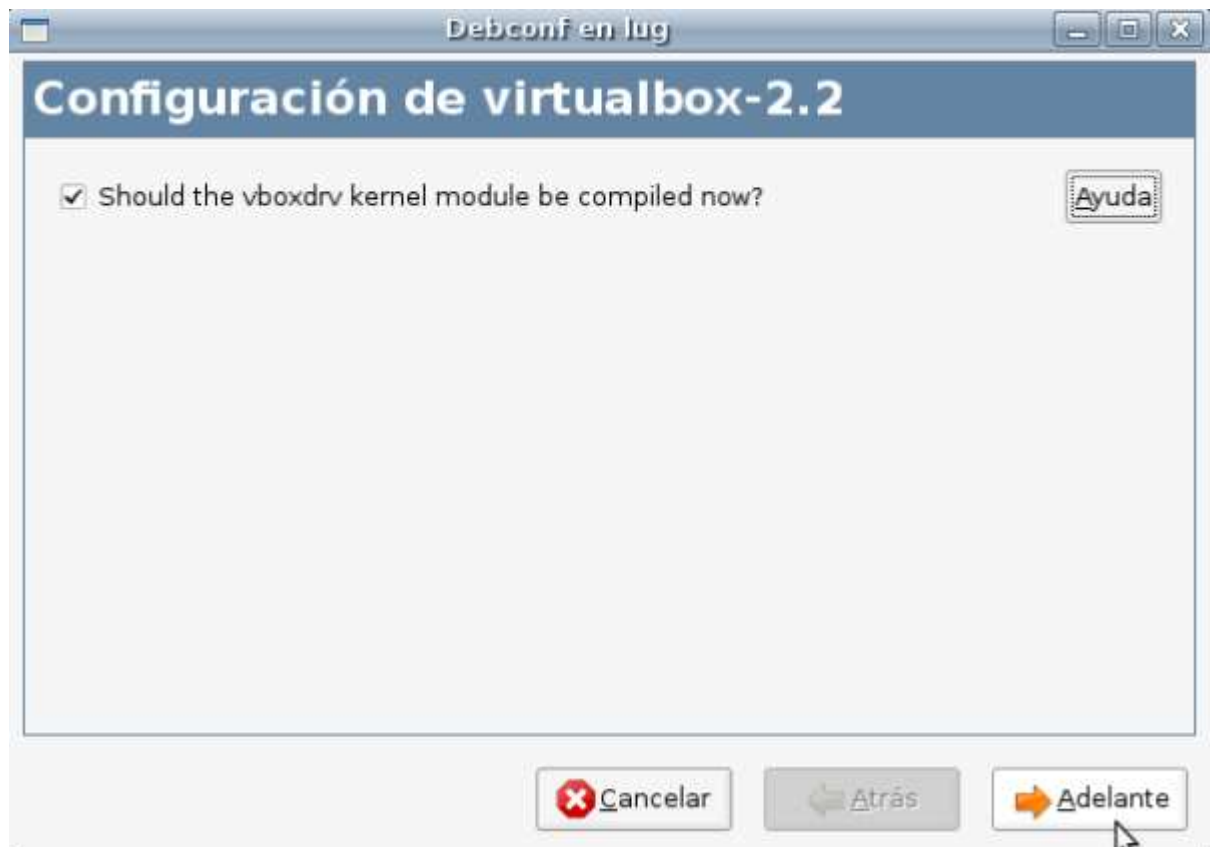 Debconf en lug
Configuración de virtualbox-2.2
Should the vboxdrv kernel module be compiled now?
Ayuda
Cancelar
Atrás
Adelante